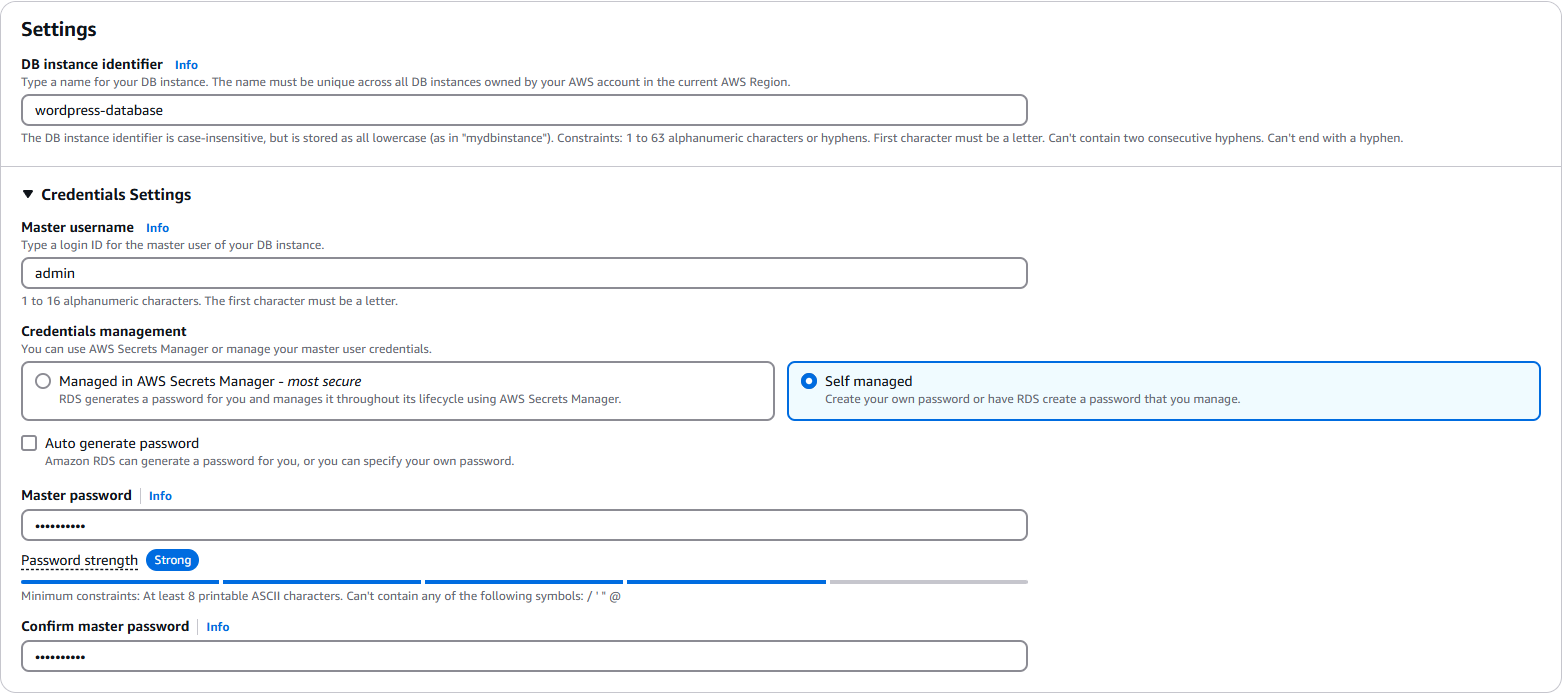 Settings
DB instance identifier Info
Type a name for your DB instance. The name must be unique across all DB instances owned by your AWS account in the current AWS Region.
wordpress-database
The DB instance identifier is case-insensitive, but is stored as all lowercase (as in "mydbinstance"). Constraints: 1 to 63 alphanumeric characters or hyphens. First character must be a letter. Can't contain two consecutive hyphens. Can't end with a hyphen.
Credentials Settings
Master username Info
Type a login ID for the master user of your DB instance.
admin
1 to 16 alphanumeric characters. The first character must be a letter.
Credentials management
You can use AWS Secrets Manager or manage your master user credentials.
Managed in AWS Secrets Manager - most secure
RDS generates a password for you and manages it throughout its lifecycle using AWS Secrets Manager.
Self managed
Create your own password or have RDS create a password that you manage.
Auto generate password
Amazon RDS can generate a password for you, or you can specify your own password.
Master password Info
••••••••••
Password strength Strong
Minimum constraints: At least 8 printable ASCII characters. Can't contain any of the following symbols: / ' " @
Confirm master password Info
••••••••••